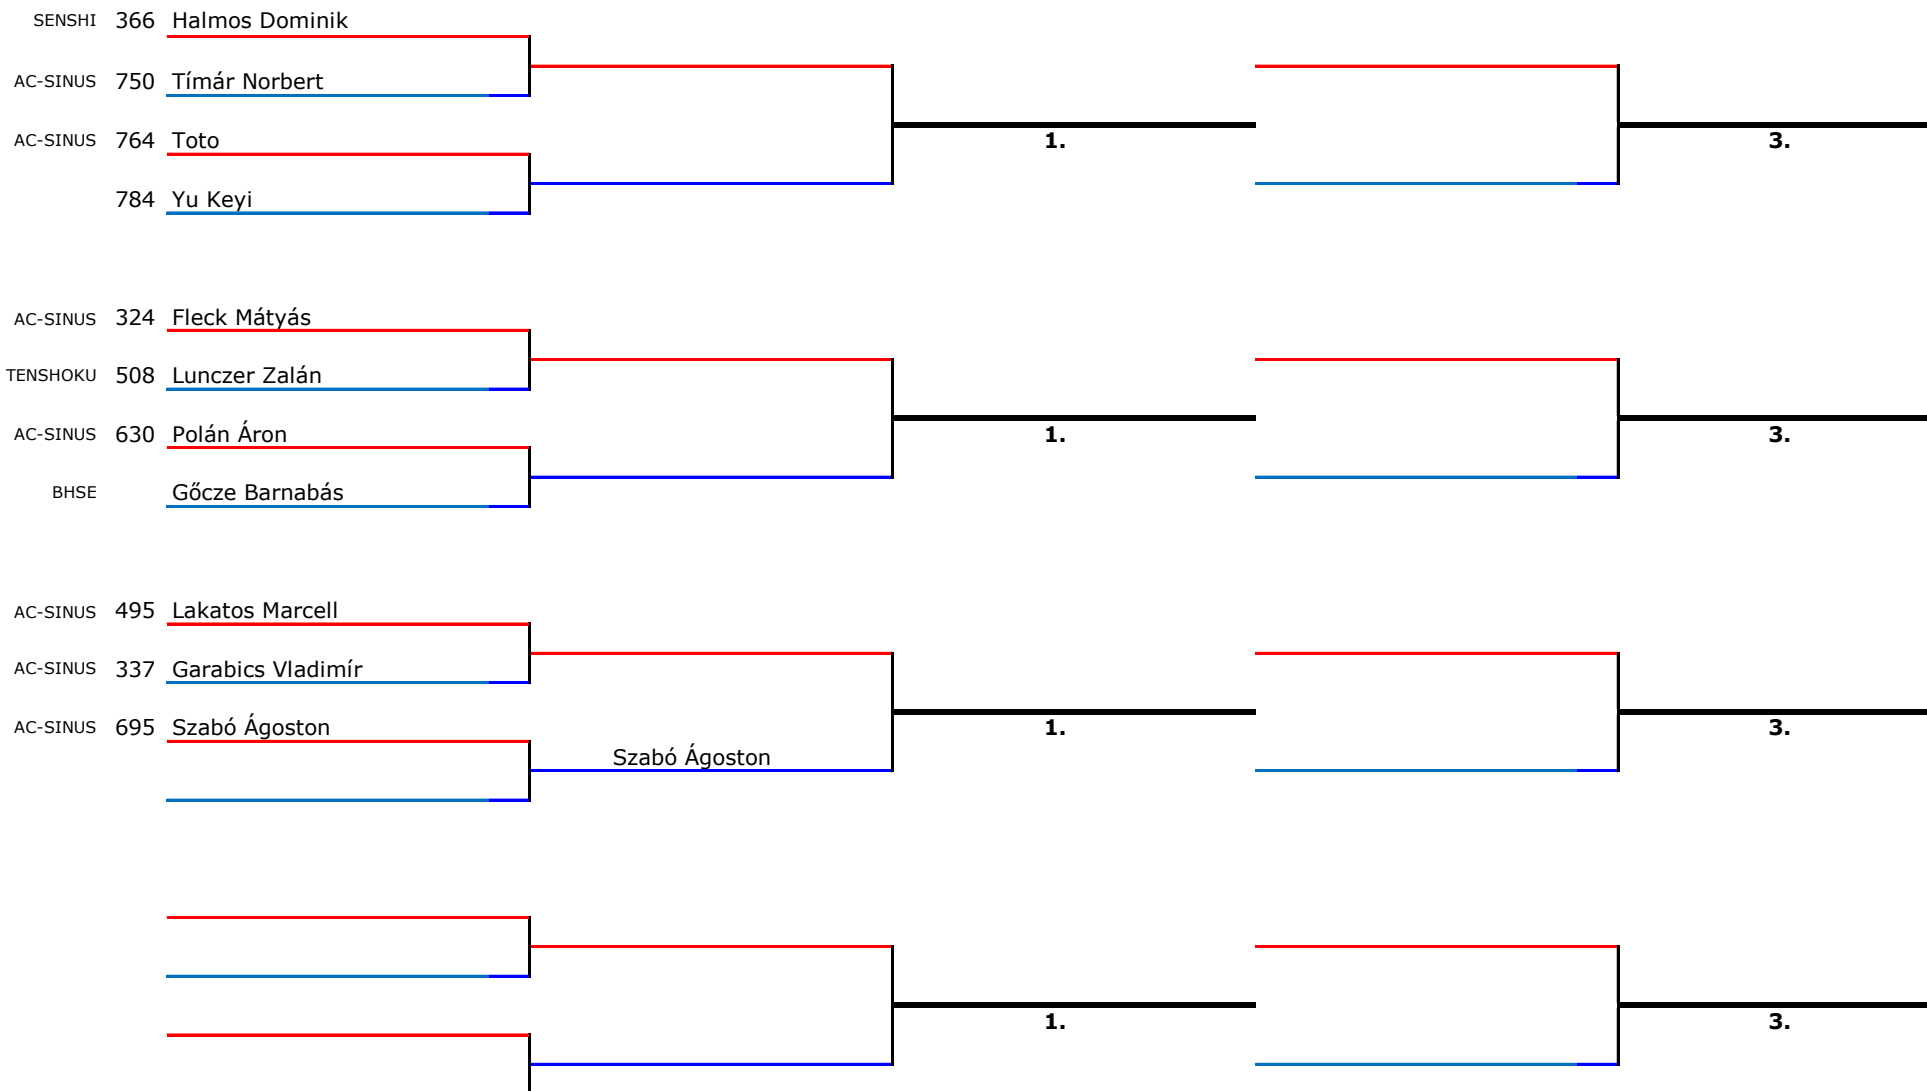 SENSHI 366 Halmos Dominik
AC-SINUS 750 Tímár Norbert
AC-SINUS 764 Toto 1. 3.
784 Yu Keyi
AC-SINUS 324 Fleck Mátyás
TENSHOKU 508 Lunczer Zalán
AC-SINUS 630 Polán Áron 1. 3.
BHSE Gőcze Barnabás
AC-SINUS 495 Lakatos Marcell
AC-SINUS 337 Garabics Vladimír
AC-SINUS 695 Szabó Ágoston 1. 3.
Szabó Ágoston
1. 3.